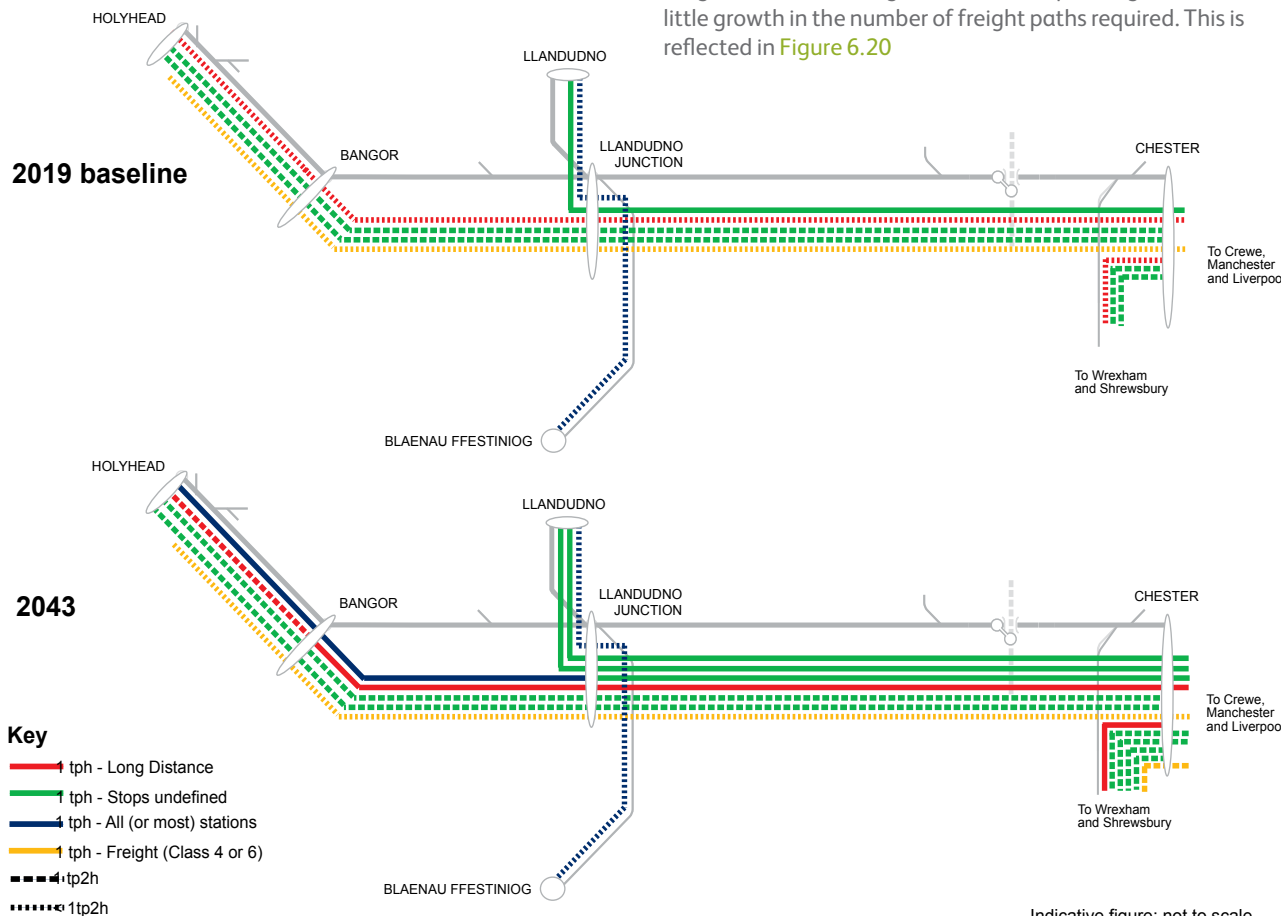 little growth in the number of freight paths required. This is
reflected in Figure 6.20
2019 baseline
HOLYHEAD
BANGOR
LLANDUDNO
LLANDUDNO
JUNCTION
CHESTER
To Crewe,
Manchester
and Liverpoo
To Wrexham
and Shrewsbury
BLAENAU FFESTINIOG
2043
HOLYHEAD
BANGOR
LLANDUDNO
LLANDUDNO
JUNCTION
CHESTER
To Crewe,
Manchester
and Liverpoo
To Wrexham
and Shrewsbury
BLAENAU FFESTINIOG
Key
1 tph - Long Distance
1 tph - Stops undefined
1 tph - All (or most) stations
1 tph - Freight (Class 4 or 6)
1 tp2h
< 1tp2h
Indicative figure: not to scale